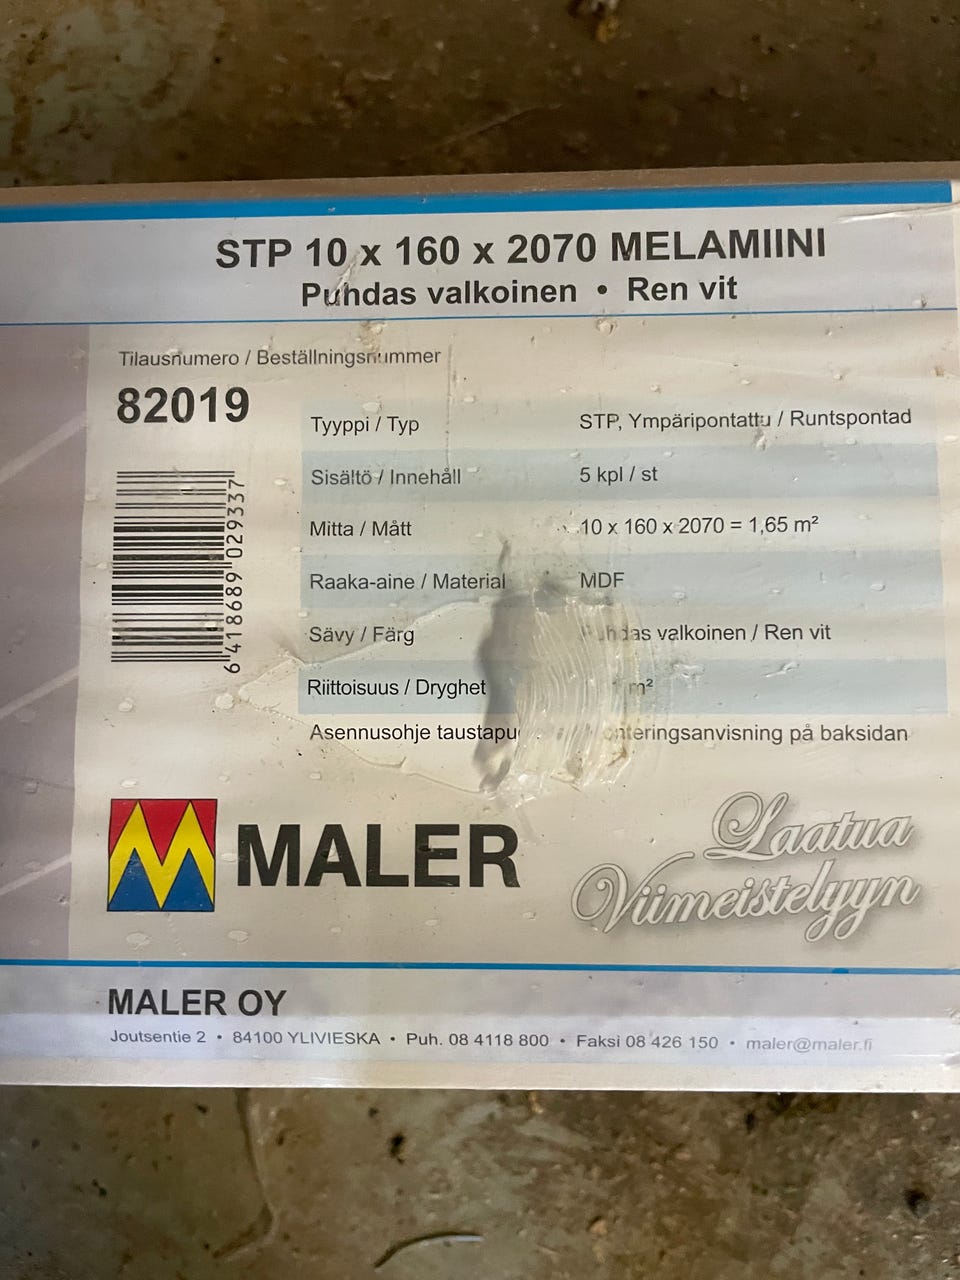 STP 10 x 160 x 2070 MELAMIINI
Puhdas valkoinen • Ren vit
Tilausnumero / Beställningsnummer
82019
6 418689 029337
Tyyppi / Typ STP, Ympäripontattu / Runtspontad
Sisältö / Innehåll 5 kpl / st
Mitta / Mått 10 x 160 x 2070 = 1,65 m²
Raaka-aine / Material MDF
Sävy / Färg Puhdas valkoinen / Ren vit
Riittoisuus / Dryghet m²
Asennusohje på baksidan
MALER
Laatua
Viimeistelyyn
MALER OY
Joutsentie 2 • 84100 YLIVIESKA • Puh. 08 4118 800 • Faksi 08 426 150 • maler@maler.fi